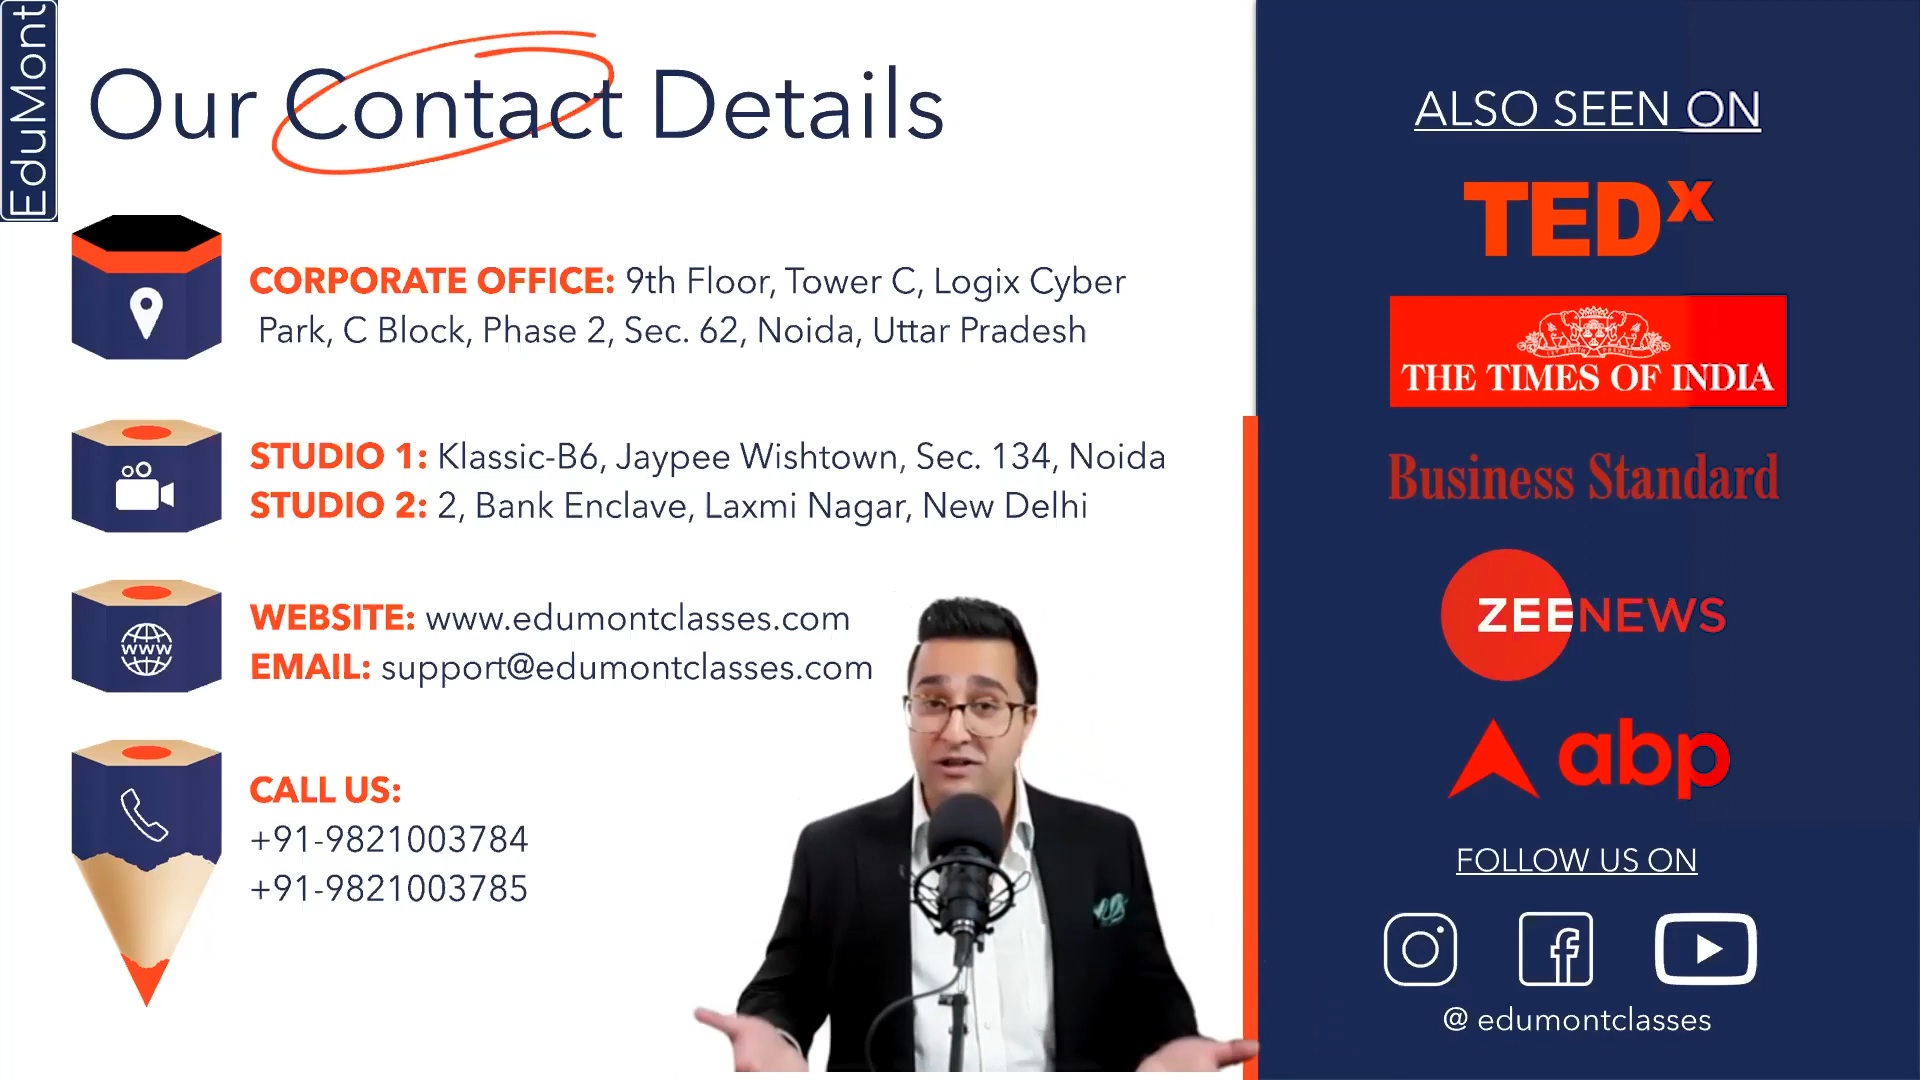 EduMont
Our Contact Details
CORPORATE OFFICE: 9th Floor, Tower C, Logix Cyber
Park, C Block, Phase 2, Sec. 62, Noida, Uttar Pradesh
STUDIO 1: Klassic-B6, Jaypee Wishtown, Sec. 134, Noida
STUDIO 2: 2, Bank Enclave, Laxmi Nagar, New Delhi
www
WEBSITE: www.edumontclasses.com
EMAIL: support@edumontclasses.com
CALL US:
+91-9821003784
+91-9821003785
ALSO SEEN ON
TEDx
THE TIMES OF INDIA
Business Standard
ZEENEWS
abp
FOLLOW US ON
@ edumontclasses